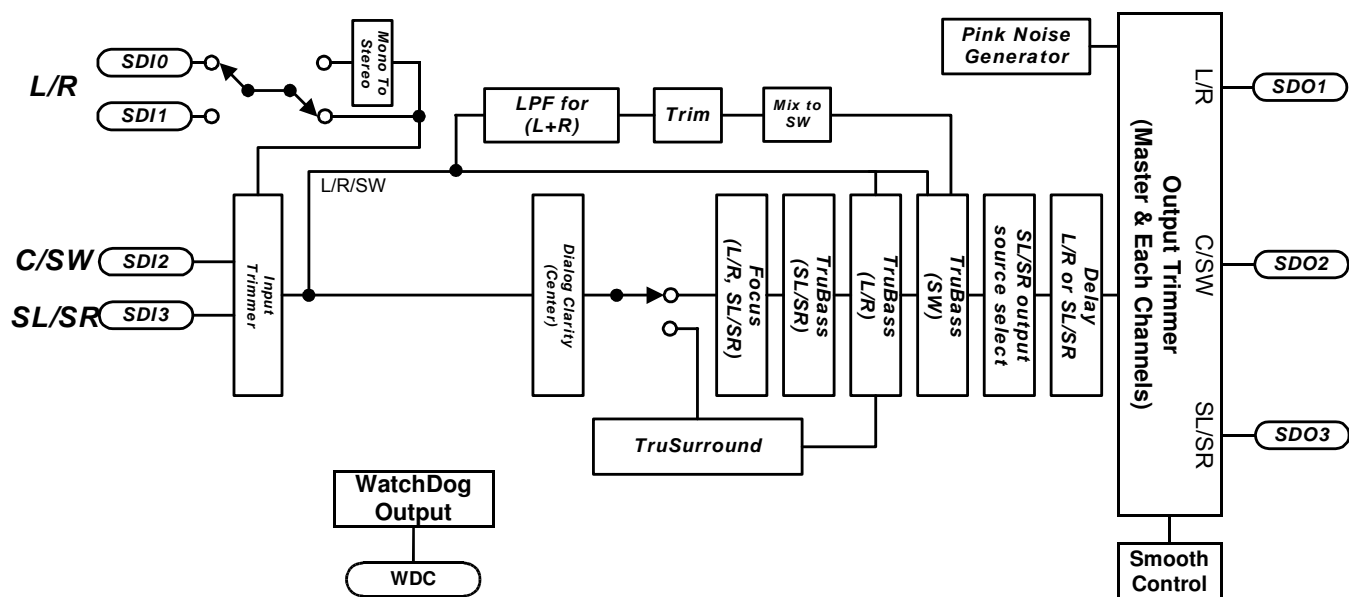 L/R
SDI0
SDI1
Mono To
Stereo
LPF for
(L+R)
Trim
Mix to
SW
Pink Noise
Generator
L/R/SW
C/SW
SDI2
SL/SR
SDI3
Input
Trimmer
Dialog Clarity
(Center)
Focus
(L/R, SL/SR)
TruBass
(SL/SR)
TruBass
(L/R)
TruBass
(SW)
SL/SR output
source select
Delay
L/R or SL/SR
Output Trimmer
(Master & Each Channels)
L/R
C/SW
SL/SR
SDO1
SDO2
SDO3
TruSurround
WatchDog
Output
WDC
Smooth
Control